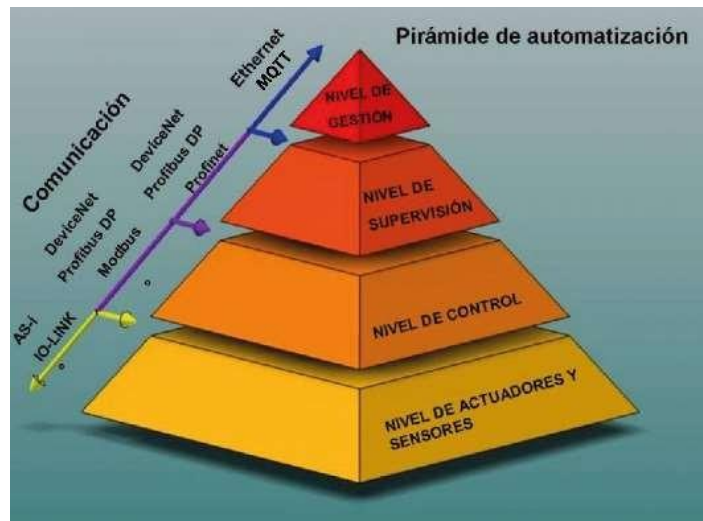 Pirámide de automatización
Comunicación
Ethernet
MQTT
DeviceNet
Profibus DP
Profinet
DeviceNet
Profibus DP
Modbus
AS-i
IO-LINK
NIVEL DE
GESTIÓN
NIVEL DE
SUPERVISIÓN
NIVEL DE CONTROL
NIVEL DE ACTUADORES Y
SENSORES